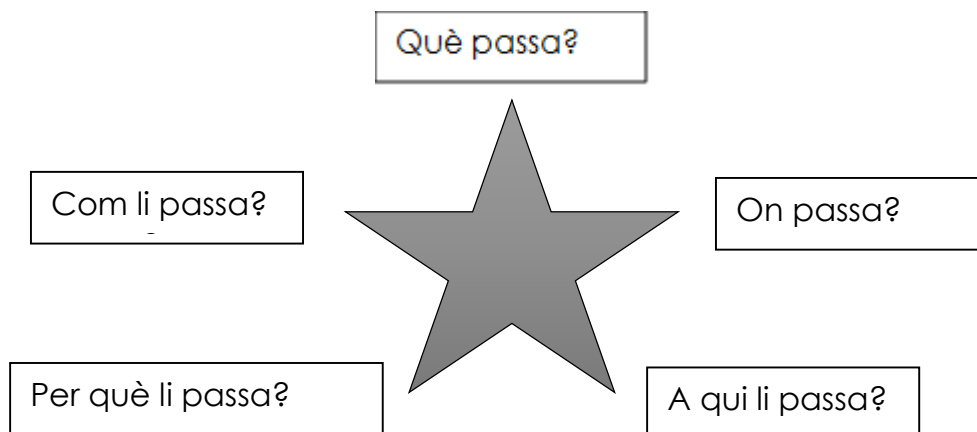 Què passa?
Com li passa?
On passa?
Per què li passa?
A qui li passa?